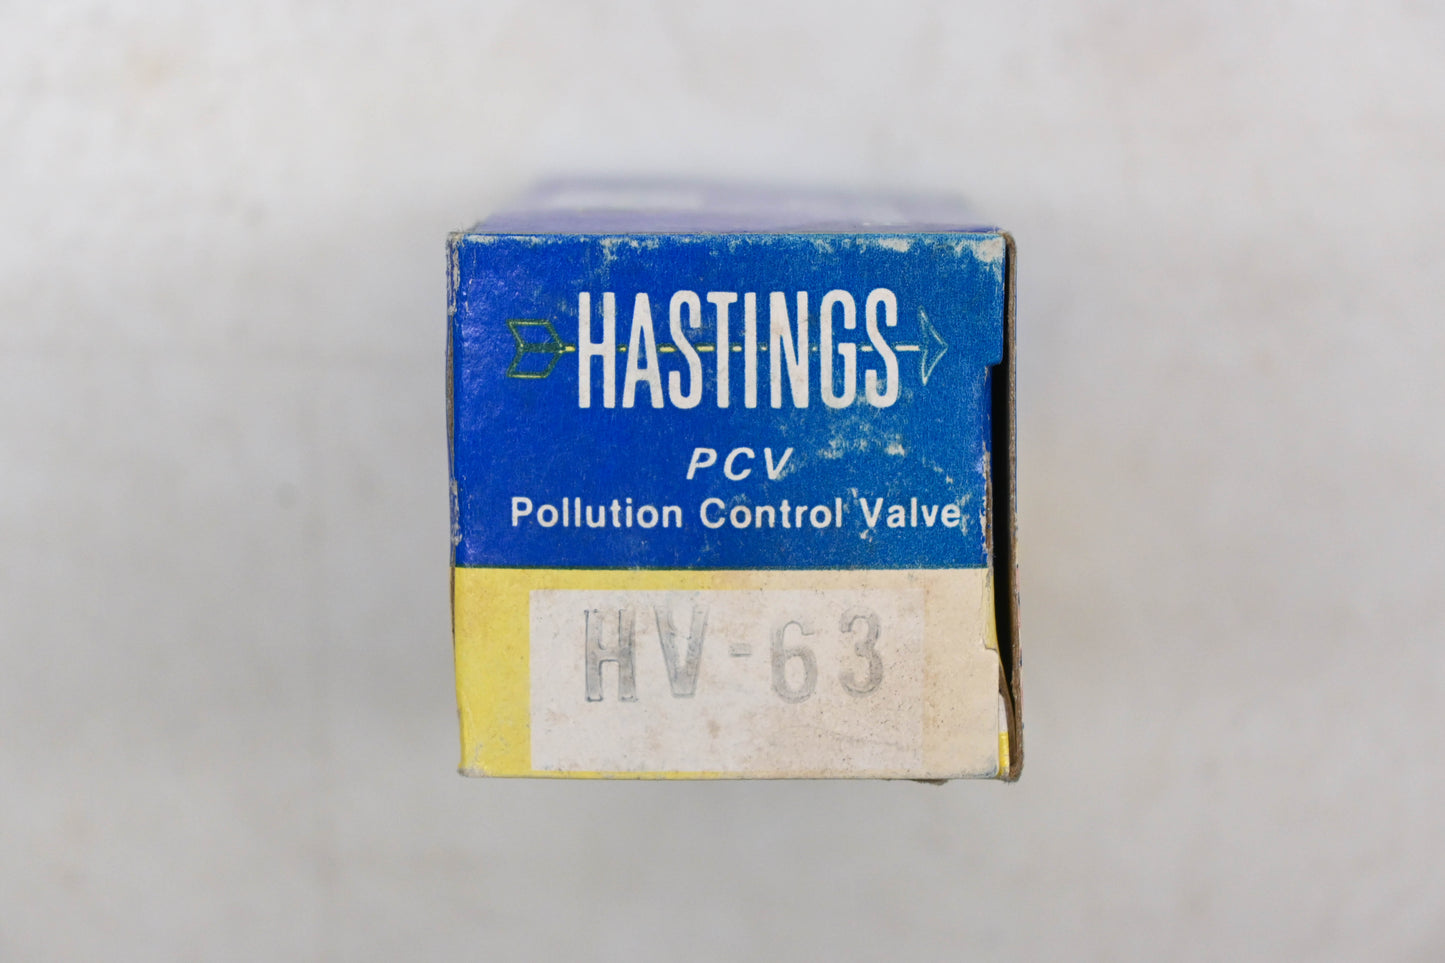 HASTINGS
PCV
Pollution Control Valve
HV-63